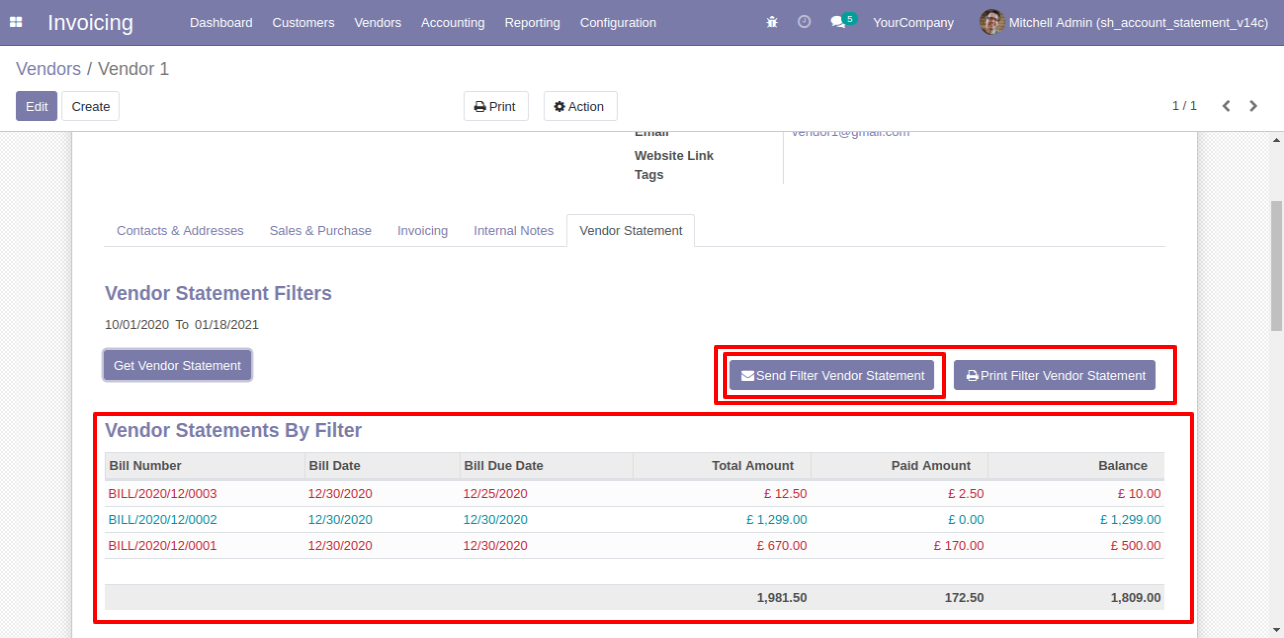 Invoicing Dashboard Customers Vendors Accounting Reporting Configuration 5 YourCompany Mitchell Admin (sh_account_statement_v14c)
Vendors / Vendor 1
Edit Create Print Action 1 / 1
Email vendor1@gmail.com
Website Link
Tags
Contacts & Addresses Sales & Purchase Invoicing Internal Notes Vendor Statement
Vendor Statement Filters
10/01/2020 To 01/18/2021
Get Vendor Statement Send Filter Vendor Statement Print Filter Vendor Statement
Vendor Statements By Filter
Bill Number Bill Date Bill Due Date Total Amount Paid Amount Balance
BILL/2020/12/0003 12/30/2020 12/25/2020 £ 12.50 £ 2.50 £ 10.00
BILL/2020/12/0002 12/30/2020 12/30/2020 £ 1,299.00 £ 0.00 £ 1,299.00
BILL/2020/12/0001 12/30/2020 12/30/2020 £ 670.00 £ 170.00 £ 500.00
1,981.50 172.50 1,809.00